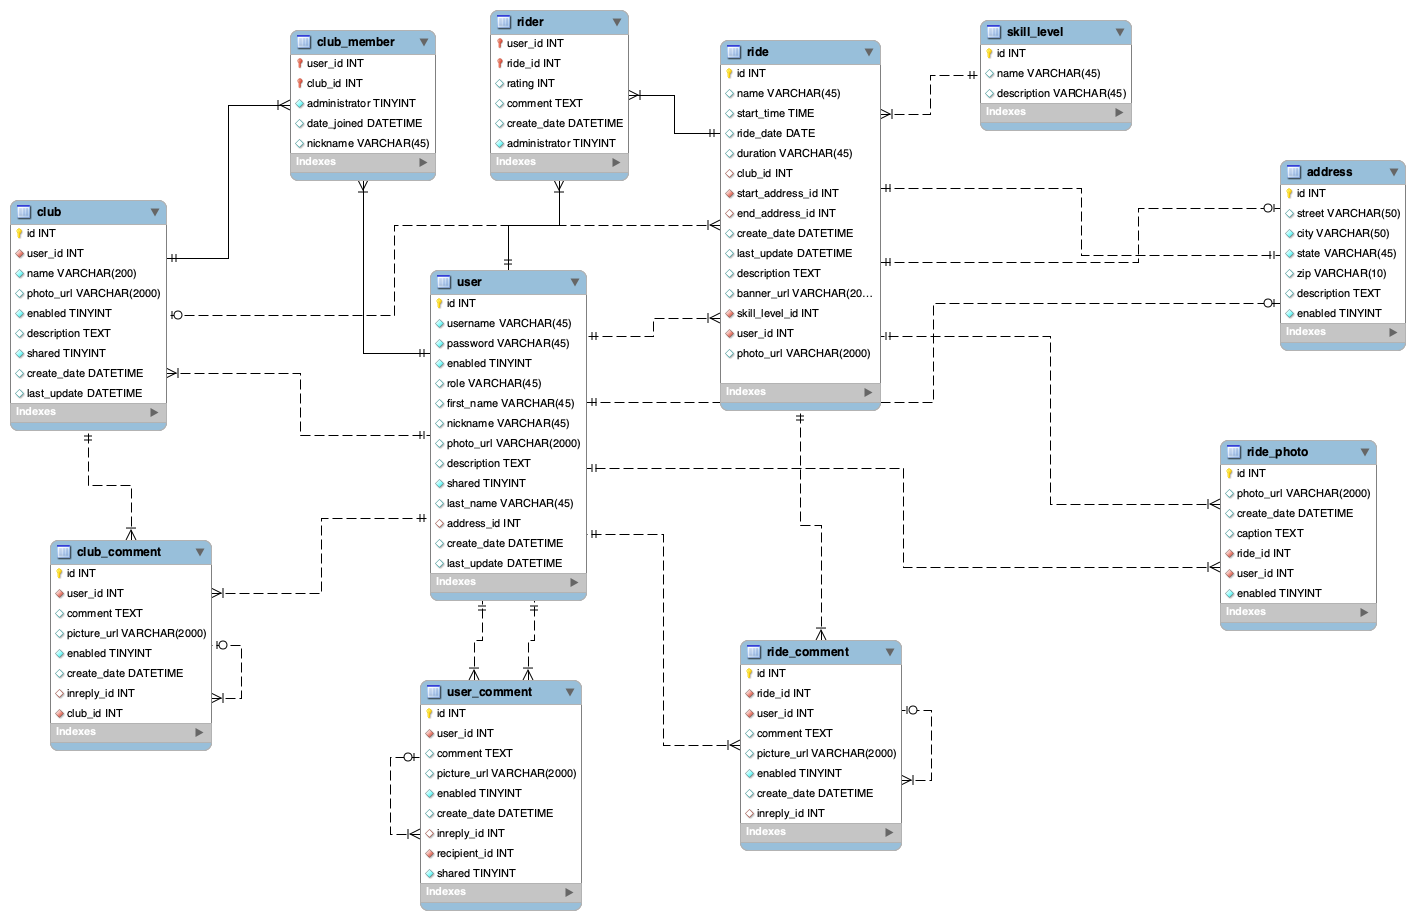 club_member
user_id INT
club_id INT
administrator TINYINT
date_joined DATETIME
nickname VARCHAR(45)
Indexes
rider
user_id INT
ride_id INT
rating INT
comment TEXT
create_date DATETIME
administrator TINYINT
Indexes
ride
id INT
name VARCHAR(45)
start_time TIME
ride_date DATE
duration VARCHAR(45)
club_id INT
start_address_id INT
end_address_id INT
create_date DATETIME
last_update DATETIME
description TEXT
banner_url VARCHAR(20...
skill_level_id INT
user_id INT
photo_url VARCHAR(2000)
Indexes
skill_level
id INT
name VARCHAR(45)
description VARCHAR(45)
Indexes
address
id INT
street VARCHAR(50)
city VARCHAR(50)
state VARCHAR(45)
zip VARCHAR(10)
description TEXT
enabled TINYINT
Indexes
club
id INT
user_id INT
name VARCHAR(200)
photo_url VARCHAR(2000)
enabled TINYINT
description TEXT
shared TINYINT
create_date DATETIME
last_update DATETIME
Indexes
user
id INT
username VARCHAR(45)
password VARCHAR(45)
enabled TINYINT
role VARCHAR(45)
first_name VARCHAR(45)
nickname VARCHAR(45)
photo_url VARCHAR(2000)
description TEXT
shared TINYINT
last_name VARCHAR(45)
address_id INT
create_date DATETIME
last_update DATETIME
Indexes
ride_photo
id INT
photo_url VARCHAR(2000)
create_date DATETIME
caption TEXT
ride_id INT
user_id INT
enabled TINYINT
Indexes
club_comment
id INT
user_id INT
comment TEXT
picture_url VARCHAR(2000)
enabled TINYINT
create_date DATETIME
inreply_id INT
club_id INT
Indexes
user_comment
id INT
user_id INT
comment TEXT
picture_url VARCHAR(2000)
enabled TINYINT
create_date DATETIME
inreply_id INT
recipient_id INT
shared TINYINT
Indexes
ride_comment
id INT
ride_id INT
user_id INT
comment TEXT
picture_url VARCHAR(2000)
enabled TINYINT
create_date DATETIME
inreply_id INT
Indexes